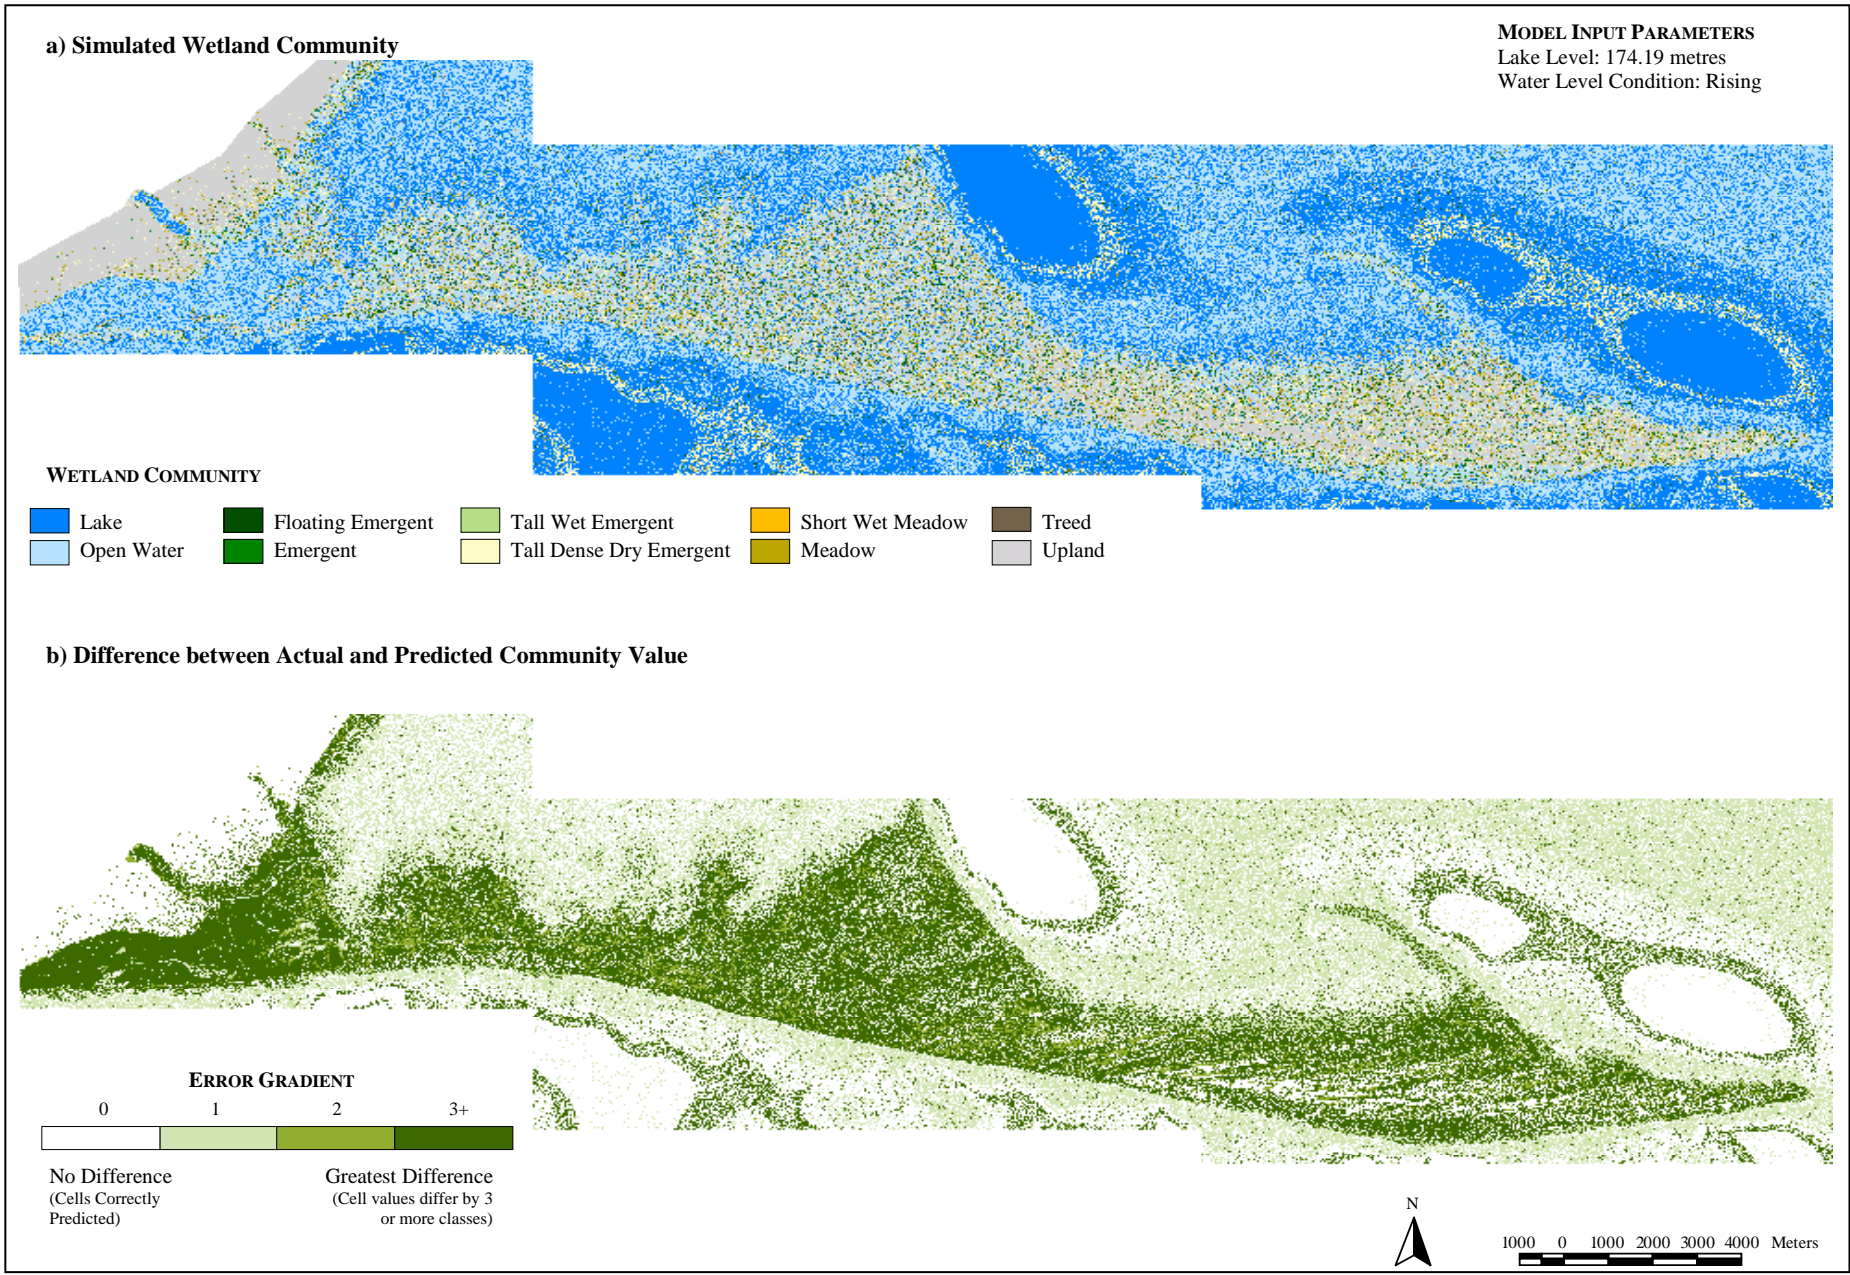 a) Simulated Wetland Community
MODEL INPUT PARAMETERS
Lake Level: 174.19 metres
Water Level Condition: Rising
WETLAND COMMUNITY
Lake
Floating Emergent
Tall Wet Emergent
Short Wet Meadow
Treed
Open Water
Emergent
Tall Dense Dry Emergent
Meadow
Upland
b) Difference between Actual and Predicted Community Value
ERROR GRADIENT
0 1 2 3+
No Difference
(Cells Correctly
Predicted)
Greatest Difference
(Cell values differ by 3
or more classes)
N
1000 0 1000 2000 3000 4000 Meters